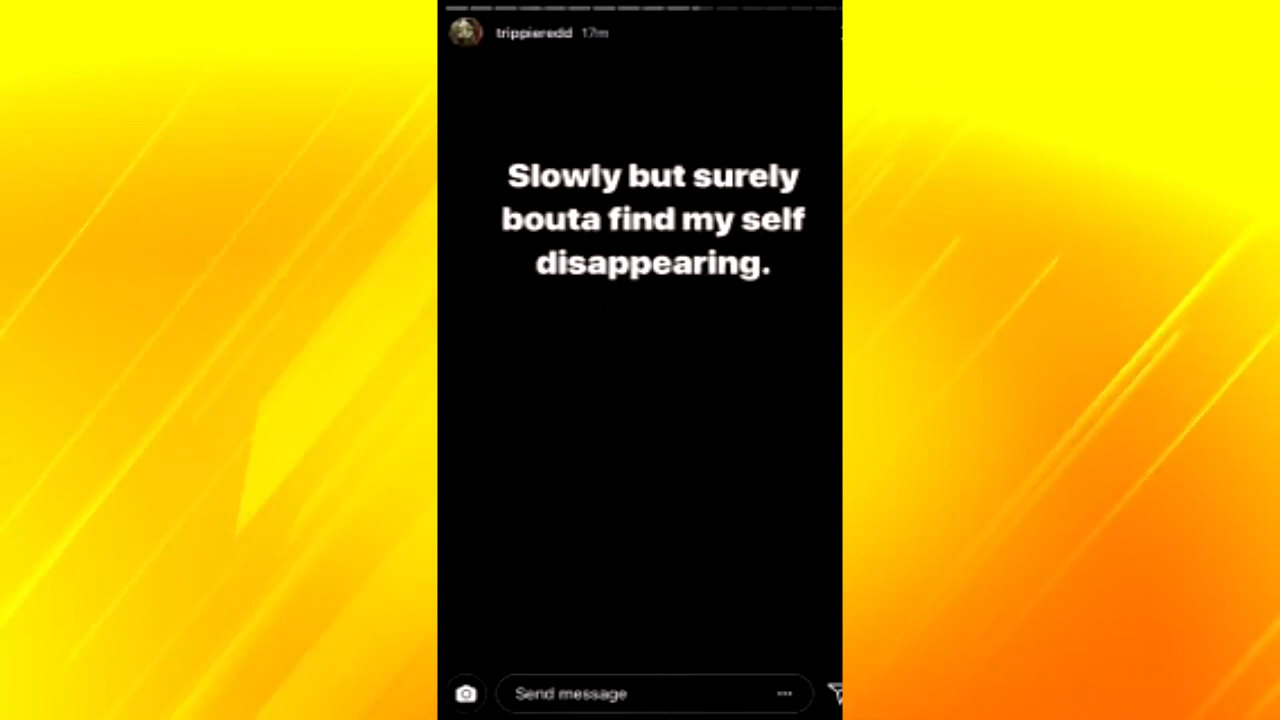 trippieredd 17m
Slowly but surely
bouta find my self
disappearing.
Send message